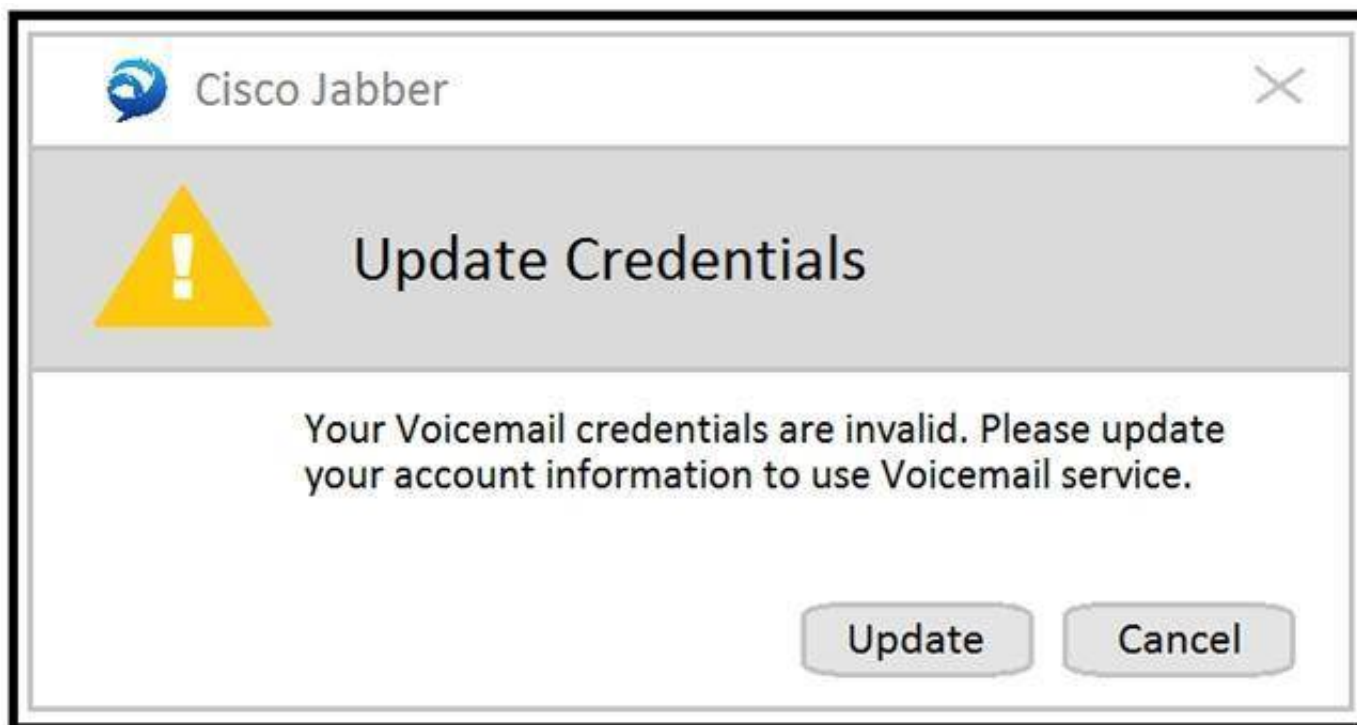 Cisco Jabber
Update Credentials
Your Voicemail credentials are invalid. Please update
your account information to use Voicemail service.
Update Cancel